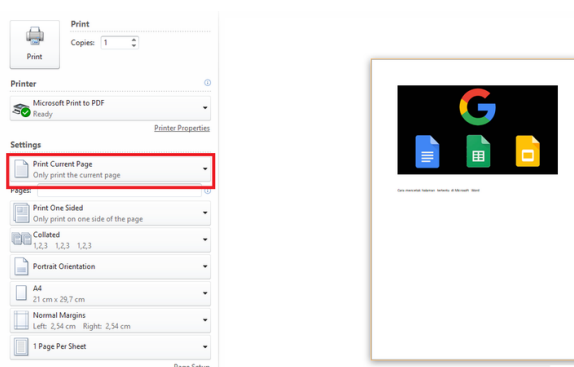 Print
Copies: 1
Print
Printer
Microsoft Print to PDF
Ready
Printer Properties
Settings
Print Current Page
Only print the current page
Pages:
Print One Sided
Only print on one side of the page
Collated
1,2,3 1,2,3 1,2,3
Portrait Orientation
A4
21 cm x 29,7 cm
Normal Margins
Left: 2,54 cm Right: 2,54 cm
1 Page Per Sheet
Page Setup
G